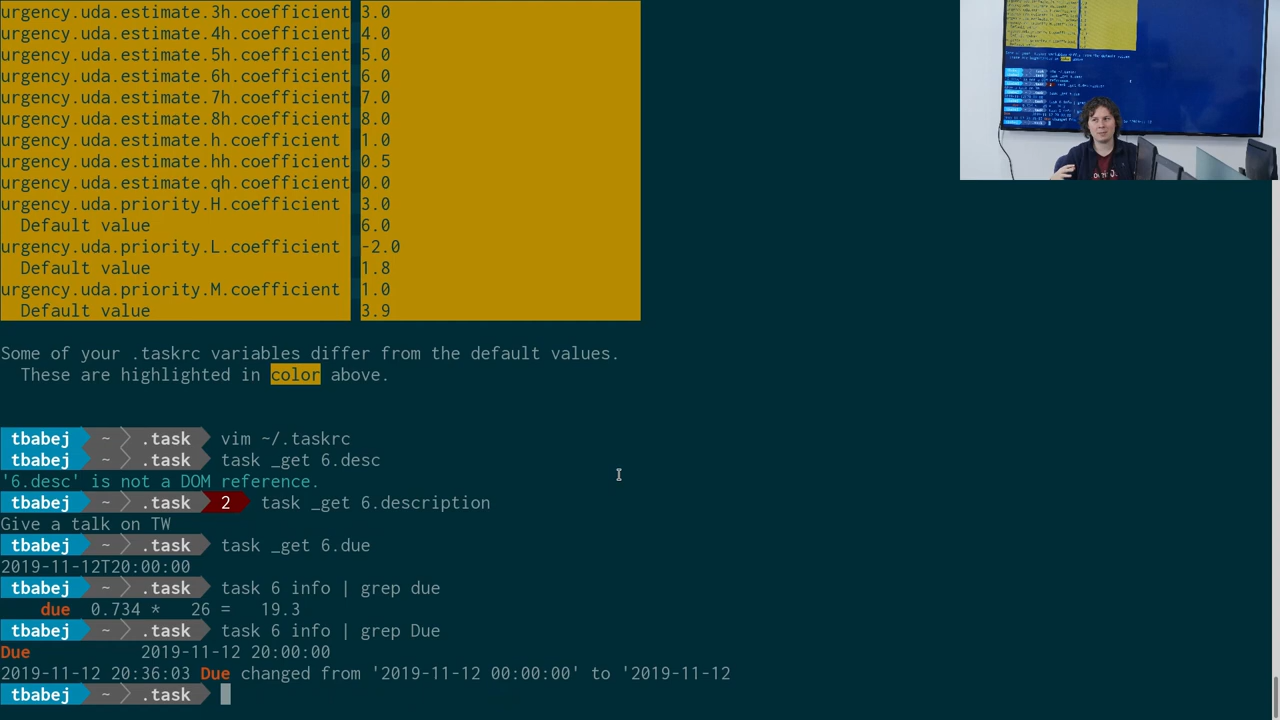 urgency.uda.estimate.3h.coefficient 3.0
urgency.uda.estimate.4h.coefficient 4.0
urgency.uda.estimate.5h.coefficient 5.0
urgency.uda.estimate.6h.coefficient 6.0
urgency.uda.estimate.7h.coefficient 7.0
urgency.uda.estimate.8h.coefficient 8.0
urgency.uda.estimate.h.coefficient 1.0
urgency.uda.estimate.hh.coefficient 0.5
urgency.uda.estimate.qh.coefficient 0.0
urgency.uda.priority.H.coefficient 3.0
Default value 6.0
urgency.uda.priority.L.coefficient -2.0
Default value 1.8
urgency.uda.priority.M.coefficient 1.0
Default value 3.9
Some of your .taskrc variables differ from the default values.
These are highlighted in color above.
tbabej ~ .task vim ~/.taskrc
tbabej ~ .task task _get 6.desc
'6.desc' is not a DOM reference.
tbabej ~ .task 2 task _get 6.description
Give a talk on TW
tbabej ~ .task task _get 6.due
2019-11-12T20:00:00
tbabej ~ .task task 6 info | grep due
due 0.734 * 26 = 19.3
tbabej ~ .task task 6 info | grep Due
Due 2019-11-12 20:00:00
2019-11-12 20:36:03 Due changed from '2019-11-12 00:00:00' to '2019-11-12
tbabej ~ .task